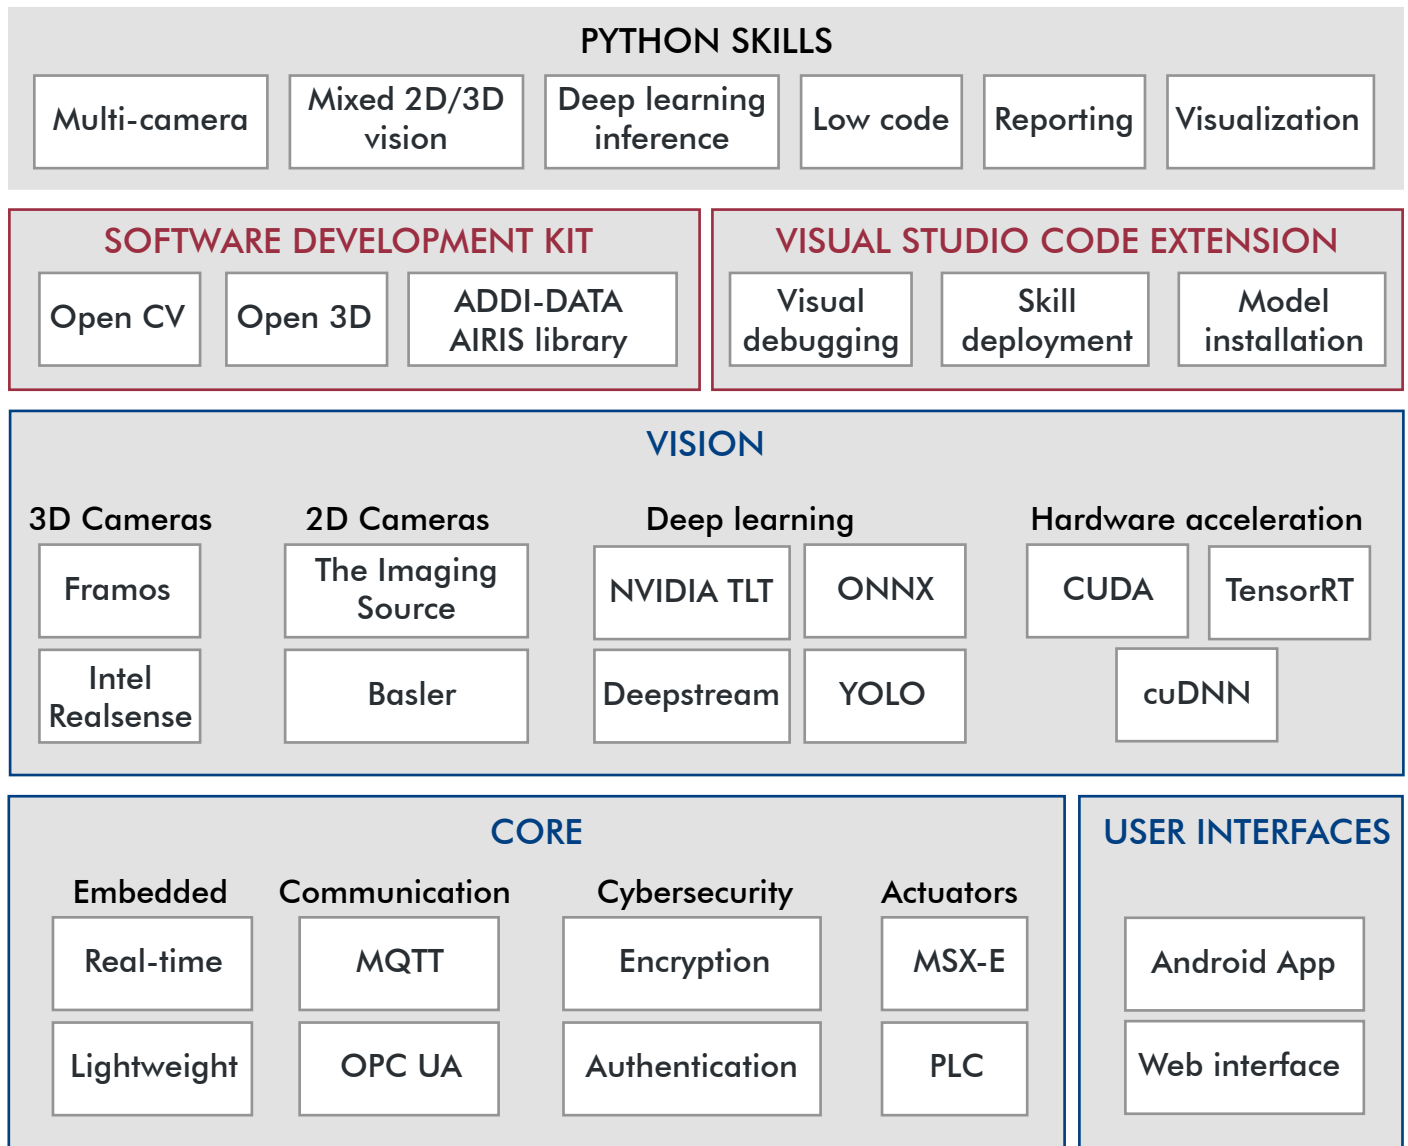 PYTHON SKILLS
Multi-camera
Mixed 2D/3D
vision
Deep learning
inference
Low code
Reporting
Visualization
SOFTWARE DEVELOPMENT KIT
Open CV
Open 3D
ADDI-DATA
AIRIS library
VISUAL STUDIO CODE EXTENSION
Visual
debugging
Skill
deployment
Model
installation
VISION
3D Cameras
Framos
Intel
Realsense
2D Cameras
The Imaging
Source
Basler
Deep learning
NVIDIA TLT
ONNX
Deepstream
YOLO
Hardware acceleration
CUDA
TensorRT
cuDNN
CORE
Embedded
Real-time
Lightweight
Communication
MQTT
OPC UA
Cybersecurity
Encryption
Authentication
Actuators
MSX-E
PLC
USER INTERFACES
Android App
Web interface